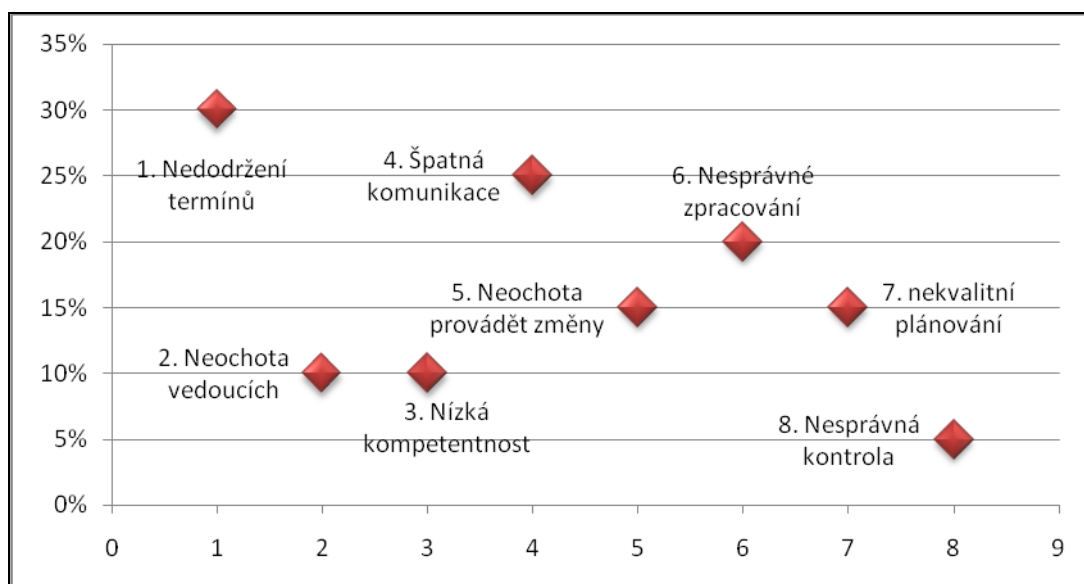 35%
30%
25%
20%
15%
10%
5%
0%
1. Nedodržení
termínů
4. Špatná
komunikace
6. Nesprávné
zpracování
5. Neochota
provádět změny
7. nekvalitní
plánování
2. Neochota
vedoucích
3. Nízká
kompetentnost
8. Nesprávná
kontrola
0 1 2 3 4 5 6 7 8 9